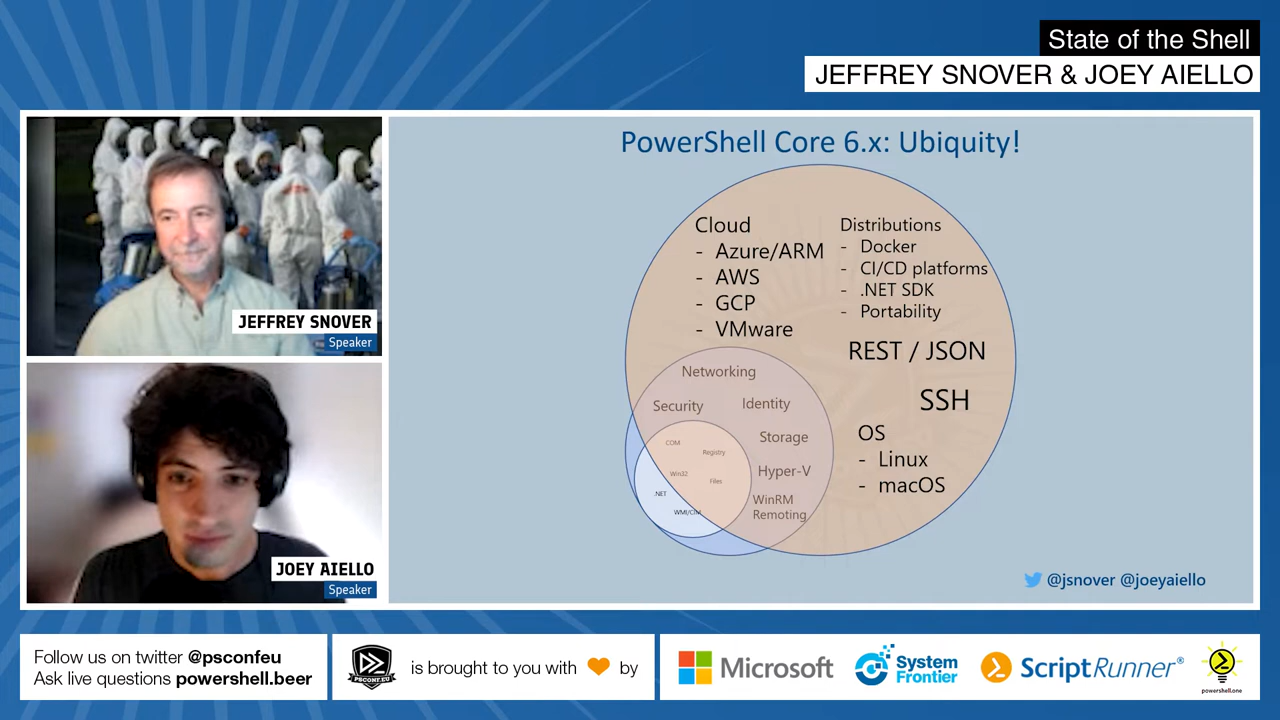 State of the Shell
JEFFREY SNOVER & JOEY AIELLO
JEFFREY SNOVER
Speaker
JOEY AIELLO
Speaker
PowerShell Core 6.x: Ubiquity!
Cloud
- Azure/ARM
- AWS
- GCP
- VMware
Distributions
- Docker
- CI/CD platforms
- .NET SDK
- Portability
REST / JSON
SSH
OS
- Linux
- macOS
Networking
Security
Identity
Storage
Hyper-V
WinRM
Remoting
COM
Registry
Win32
Files
.NET
WMI/CIM
@jsnover @joeyaiello
Follow us on twitter @psconfeu
Ask live questions powershell.beer
PSCONF.EU
is brought to you with by
Microsoft
System
Frontier
ScriptRunner®
powershell.one